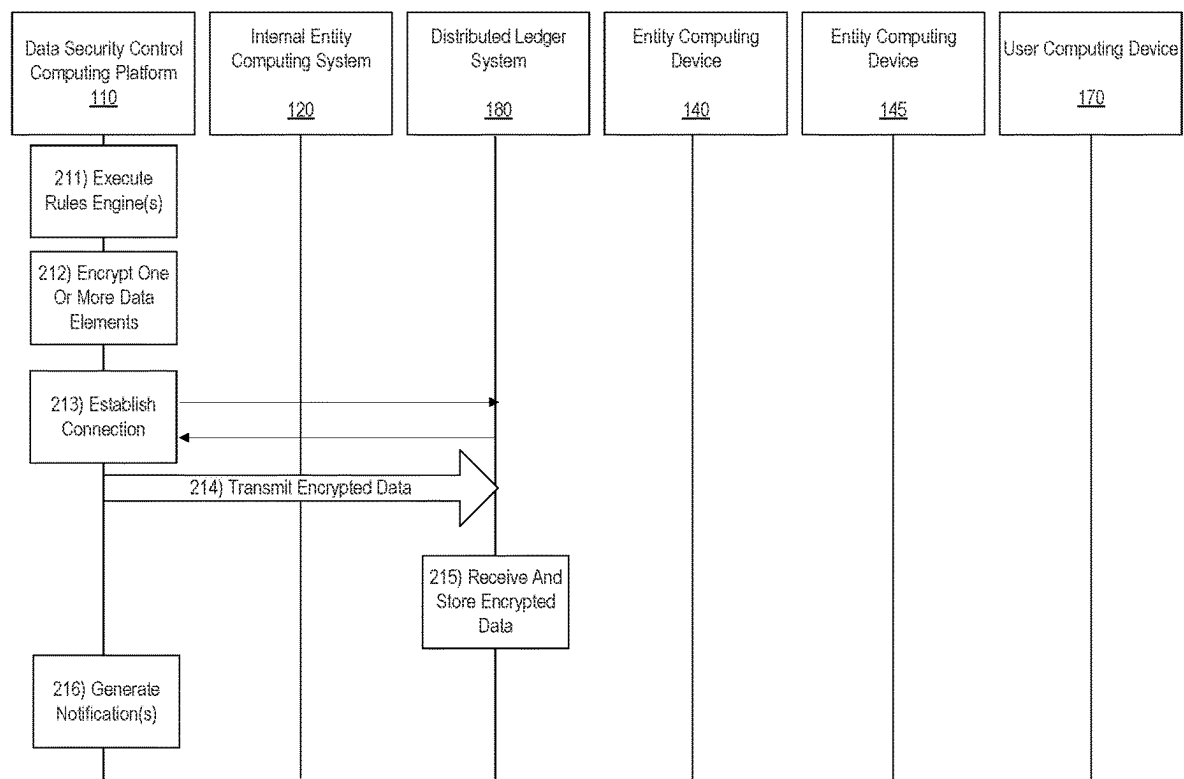 Data Security Control
Computing Platform
110
Internal Entity
Computing System
120
Distributed Ledger
System
180
Entity Computing
Device
140
Entity Computing
Device
145
User Computing Device
170
211) Execute
Rules Engine(s)
212) Encrypt One
Or More Data
Elements
213) Establish
Connection
214) Transmit Encrypted Data
215) Receive And
Store Encrypted
Data
216) Generate
Notification(s)